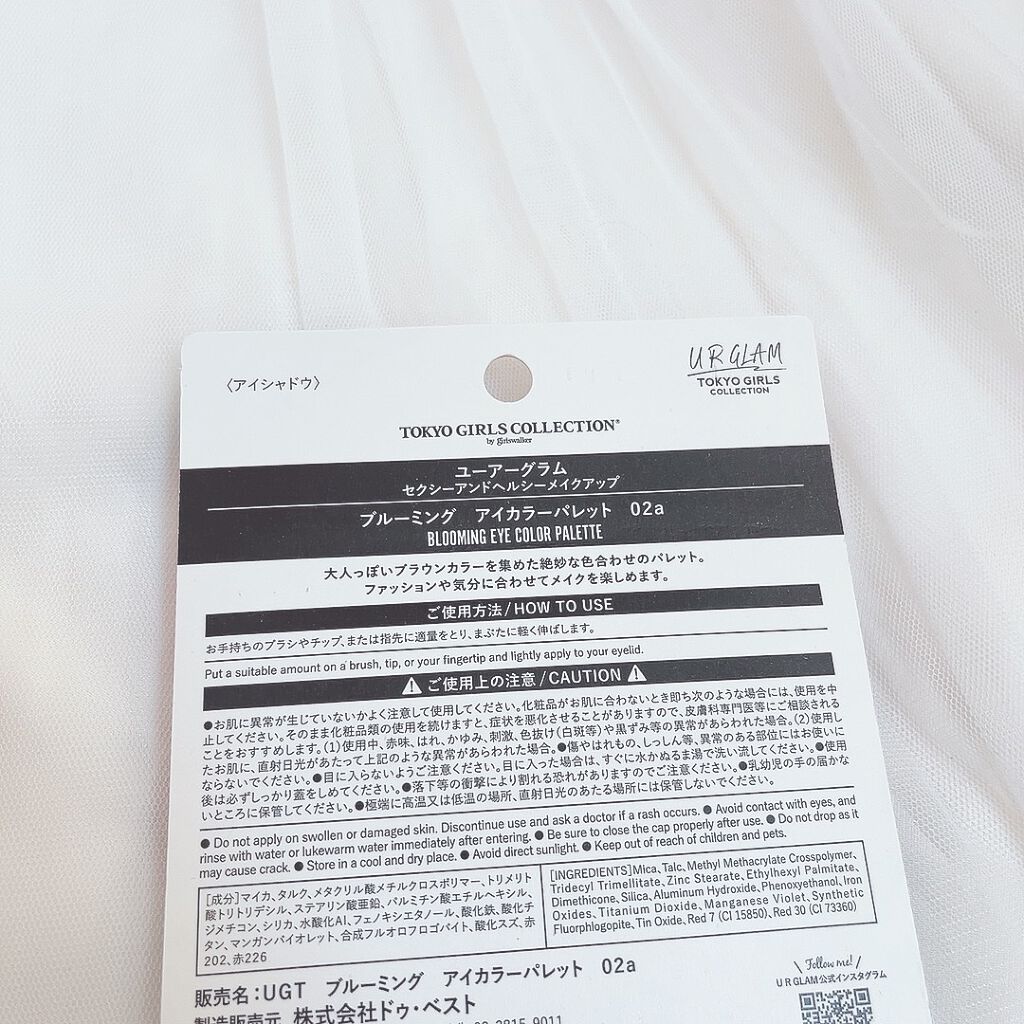 〈アイシャドウ〉
UR GLAM
TOKYO GIRLS
COLLECTION
TOKYO GIRLS COLLECTION®
by girlswalker
ユーアーグラム
セクシーアンドヘルシーメイクアップ
ブルーミング アイカラーパレット 02a
BLOOMING EYE COLOR PALETTE
大人っぽいブラウンカラーを集めた絶妙な色合わせのパレット。
ファッションや気分に合わせてメイクを楽しめます。
ご使用方法/HOW TO USE
お手持ちのブラシやチップ、または指先に適量をとり、まぶたに軽く伸ばします。
Put a suitable amount on a brush, tip, or your fingertip and lightly apply to your eyelid.
ご使用上の注意/CAUTION
●お肌に異常が生じていないかよく注意して使用してください。化粧品がお肌に合わないとき即ち次のような場合には、使用を中
止してください。そのまま化粧品類の使用を続けますと、症状を悪化させることがありますので、皮膚科専門医等にご相談される
ことをおすすめします。(1)使用中、赤味、はれ、かゆみ、刺激、色抜け(白斑等)や黒ずみ等の異常があらわれた場合。(2)使用し
たお肌に、直射日光があたって上記のような異常があらわれた場合。●傷やはれもの、しっしん等、異常のある部位にはお使いに
ならないでください。●目に入らないようご注意ください。目に入った場合は、すぐに水かぬるま湯で洗い流してください。●使用
後は必ずしっかり蓋をしめてください。●落下等の衝撃により割れる恐れがありますのでご注意ください。●乳幼児の手の届かな
いところに保管してください。●極端に高温又は低温の場所、直射日光のあたる場所には保管しないでください。
● Do not apply on swollen or damaged skin. Discontinue use and ask a doctor if a rash occurs. ● Avoid contact with eyes, and
rinse with water or lukewarm water immediately after entering. ● Be sure to close the cap properly after use. ● Do not drop as it
may cause crack. ● Store in a cool and dry place. ● Avoid direct sunlight. ● Keep out of reach of children and pets.
[成分]マイカ、タルク、メタクリル酸メチルクロスポリマー、トリメリト
酸トリトリデシル、ステアリン酸亜鉛、パルミチン酸エチルヘキシル、
ジメチコン、シリカ、水酸化Al、フェノキシエタノール、酸化鉄、酸化チ
タン、マンガンバイオレット、合成フルオロフロゴパイト、酸化スズ、赤
202、赤226
[INGREDIENTS]Mica, Talc, Methyl Methacrylate Crosspolymer,
Tridecyl Trimellitate, Zinc Stearate, Ethylhexyl Palmitate,
Dimethicone, Silica, Aluminum Hydroxide, Phenoxyethanol, Iron
Oxides, Titanium Dioxide, Manganese Violet, Synthetic
Fluorphlogopite, Tin Oxide, Red 7 (CI 15850), Red 30 (CI 73360)
販売名:UGT ブルーミング アイカラーパレット 02a
製造販売元 株式会社ドゥ・ベスト
Follow me!
UR GLAM公式インスタグラム